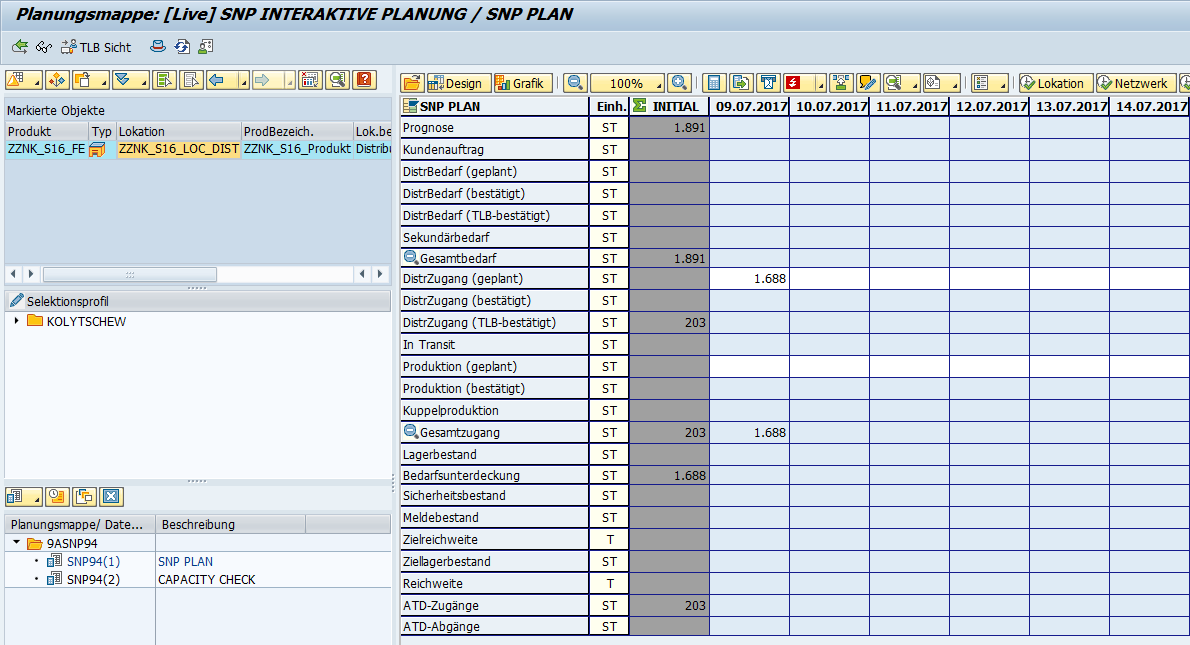 Planungsmappe: [Live] SNP INTERAKTIVE PLANUNG / SNP PLAN
TLB Sicht
Markierte Objekte
Produkt Typ Lokation ProdBezeich. Lok.be
ZZNK_S16_FE ZZNK_S16_LOC_DIST ZZNK_S16_Produkt Distribu
Selektionsprofil
KOLYTSCHEW
Planungsmappe/ Date... Beschreibung
9ASNP94
SNP94(1) SNP PLAN
SNP94(2) CAPACITY CHECK
Design Grafik 100% Lokation Netzwerk
SNP PLAN Einh. INITIAL 09.07.2017 10.07.2017 11.07.2017 12.07.2017 13.07.2017 14.07.2017
Prognose ST 1.891
Kundenauftrag ST
DistrBedarf (geplant) ST
DistrBedarf (bestätigt) ST
DistrBedarf (TLB-bestätigt) ST
Sekundärbedarf ST
Gesamtbedarf ST 1.891
DistrZugang (geplant) ST 1.688
DistrZugang (bestätigt) ST
DistrZugang (TLB-bestätigt) ST 203
In Transit ST
Produktion (geplant) ST
Produktion (bestätigt) ST
Kuppelproduktion ST
Gesamtzugang ST 203 1.688
Lagerbestand ST
Bedarfsunterdeckung ST 1.688
Sicherheitsbestand ST
Meldebestand ST
Zielreichweite T
Ziellagerbestand ST
Reichweite T
ATD-Zugänge ST 203
ATD-Abgänge ST